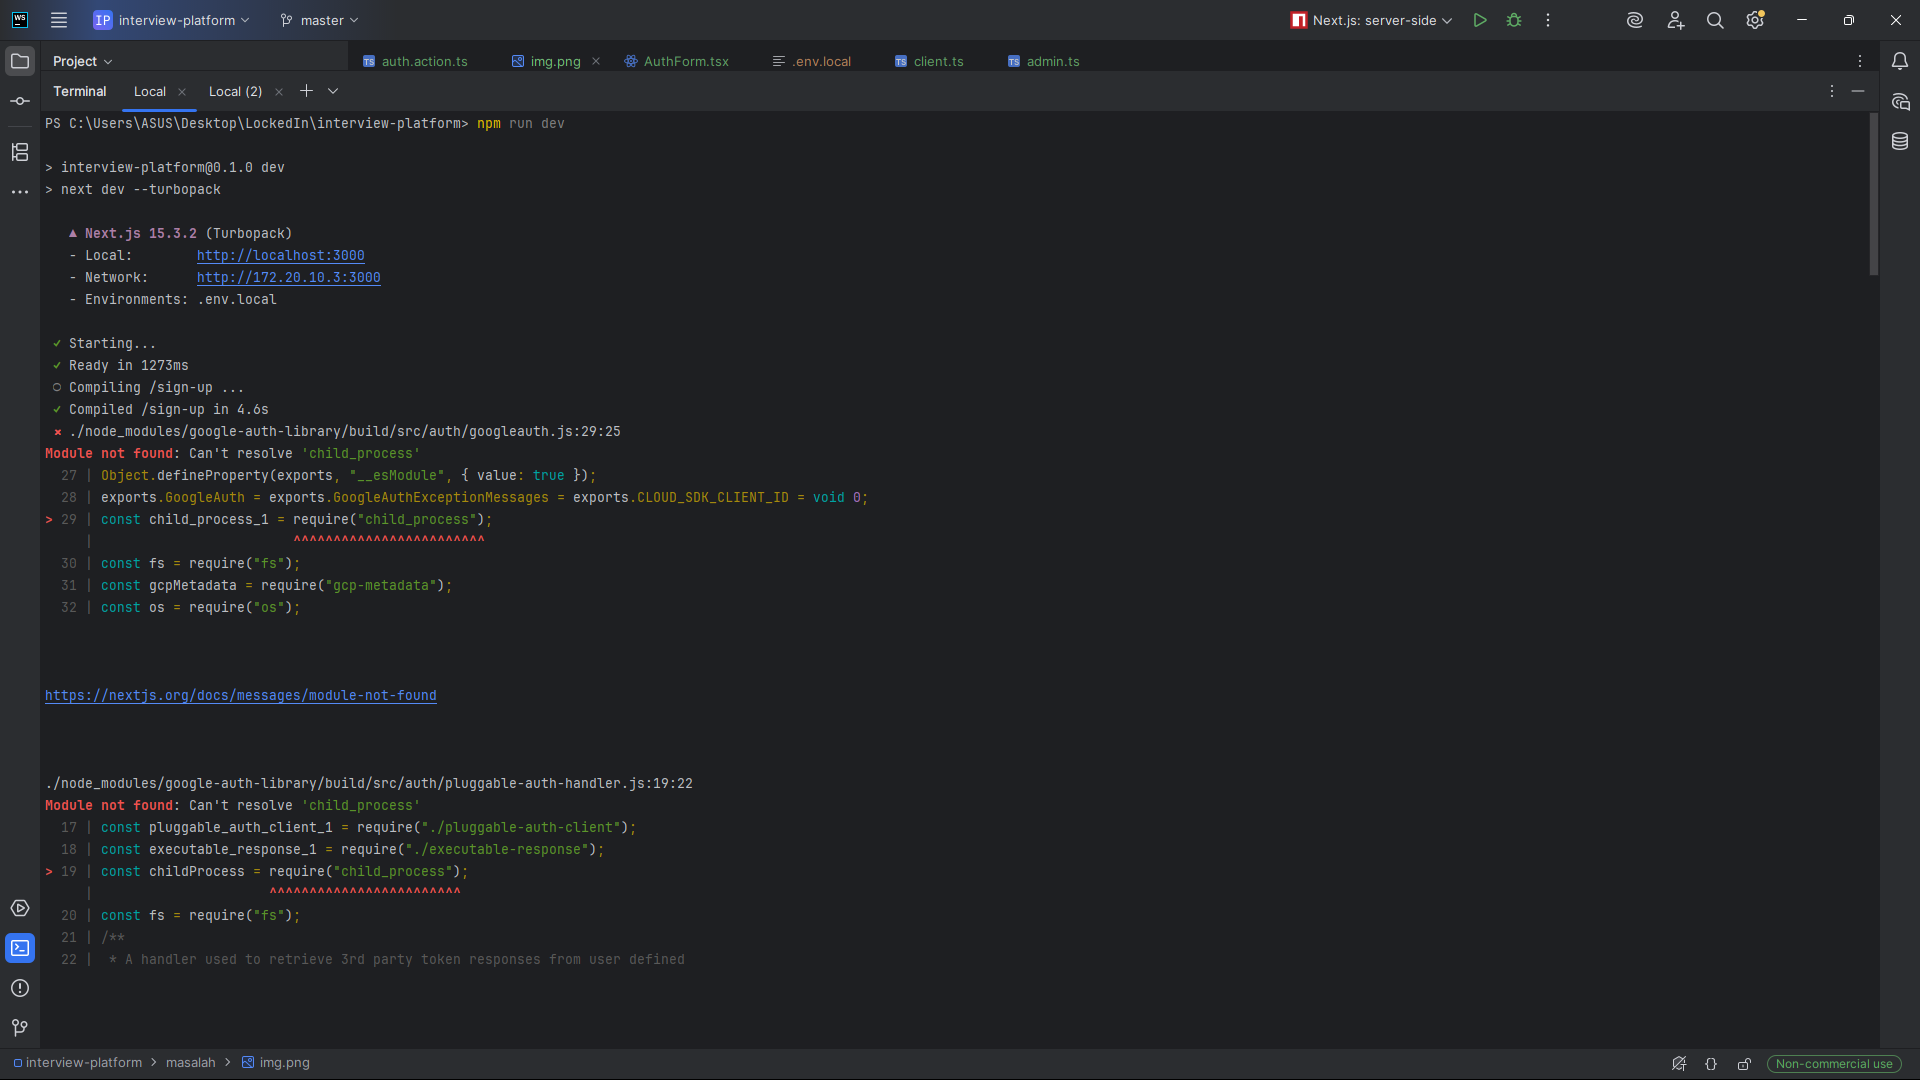 WS
IP interview-platform
master
Next.js: server-side
Project
auth.action.ts
img.png
AuthForm.tsx
.env.local
client.ts
admin.ts
Terminal
Local
Local (2)
PS C:\Users\ASUS\Desktop\LockedIn\interview-platform> npm run dev
> interview-platform@0.1.0 dev
> next dev --turbopack
▲ Next.js 15.3.2 (Turbopack)
- Local: http://localhost:3000
- Network: http://172.20.10.3:3000
- Environments: .env.local
✓ Starting...
✓ Ready in 1273ms
○ Compiling /sign-up ...
✓ Compiled /sign-up in 4.6s
⨯ ./node_modules/google-auth-library/build/src/auth/googleauth.js:29:25
Module not found: Can't resolve 'child_process'
27 | Object.defineProperty(exports, "__esModule", { value: true });
28 | exports.GoogleAuth = exports.GoogleAuthExceptionMessages = exports.CLOUD_SDK_CLIENT_ID = void 0;
> 29 | const child_process_1 = require("child_process");
| ^^^^^^^^^^^^^^^^^^^^^^^^
30 | const fs = require("fs");
31 | const gcpMetadata = require("gcp-metadata");
32 | const os = require("os");
https://nextjs.org/docs/messages/module-not-found
./node_modules/google-auth-library/build/src/auth/pluggable-auth-handler.js:19:22
Module not found: Can't resolve 'child_process'
17 | const pluggable_auth_client_1 = require("./pluggable-auth-client");
18 | const executable_response_1 = require("./executable-response");
> 19 | const childProcess = require("child_process");
| ^^^^^^^^^^^^^^^^^^^^^^^^
20 | const fs = require("fs");
21 | /**
22 | * A handler used to retrieve 3rd party token responses from user defined
interview-platform > masalah > img.png
Non-commercial use